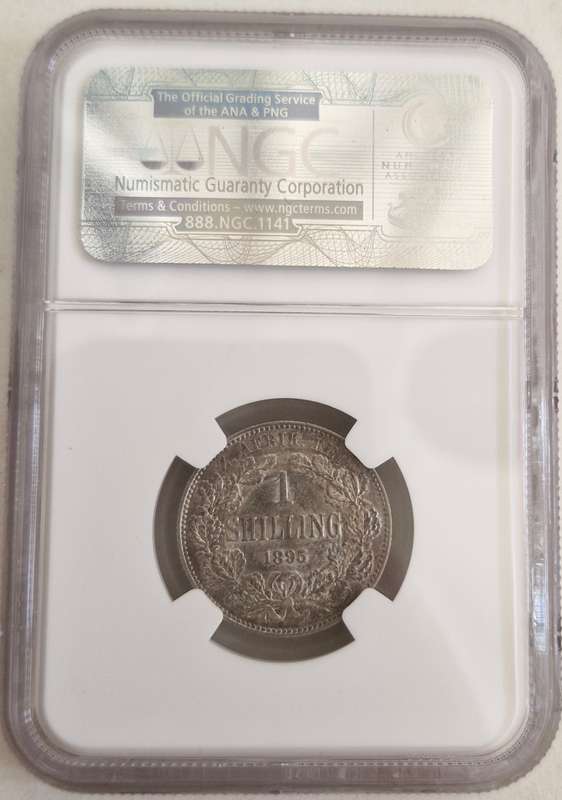 The Official Grading Service
of the ANA & PNG
NGC
Numismatic Guaranty Corporation
Terms & Conditions – www.ngcterms.com
888.NGC.1141
1
SHILLING
1895